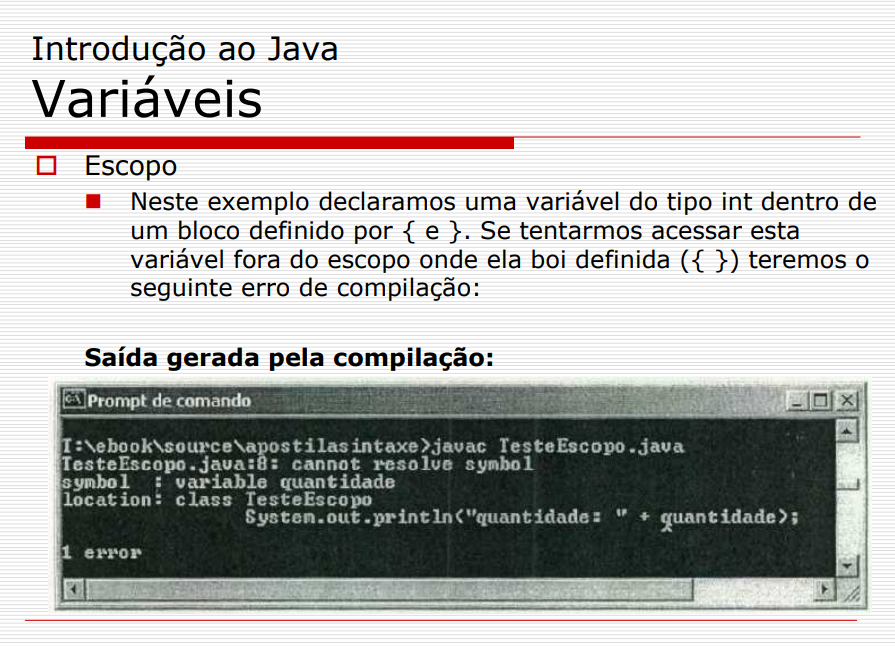 Introdução ao Java
Variáveis
Escopo
Neste exemplo declaramos uma variável do tipo int dentro de
um bloco definido por { e }. Se tentarmos acessar esta
variável fora do escopo onde ela boi definida ({ }) teremos o
seguinte erro de compilação:
Saída gerada pela compilação:
Prompt de comando
I:\ebook\source\apostilasintaxe>javac TesteEscopo.java
TesteEscopo.java:8: cannot resolve symbol
symbol  : variable quantidade
location: class TesteEscopo
System.out.println("quantidade: " + quantidade);
^
1 error